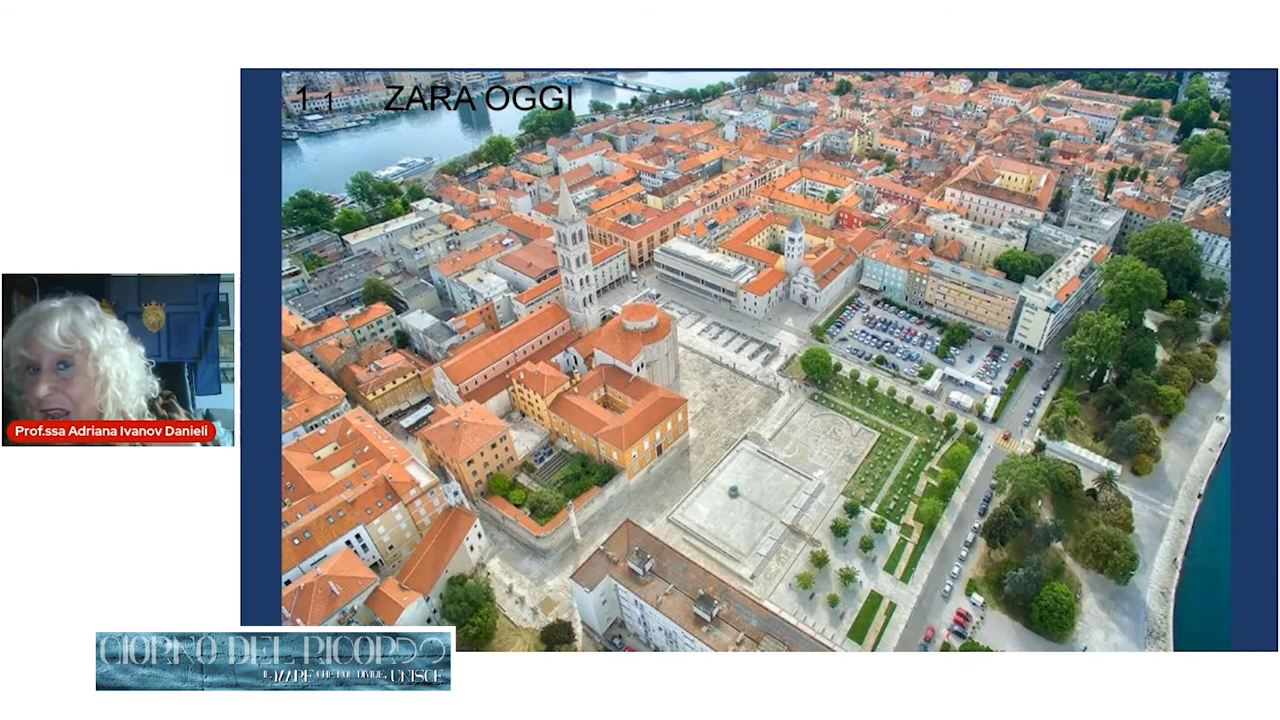 1 1 ZARA OGGI
Prof.ssa Adriana Ivanov Danieli
GIORNO DEL RICORDO
IL MARE CHE NON DIVIDE, UNISCE